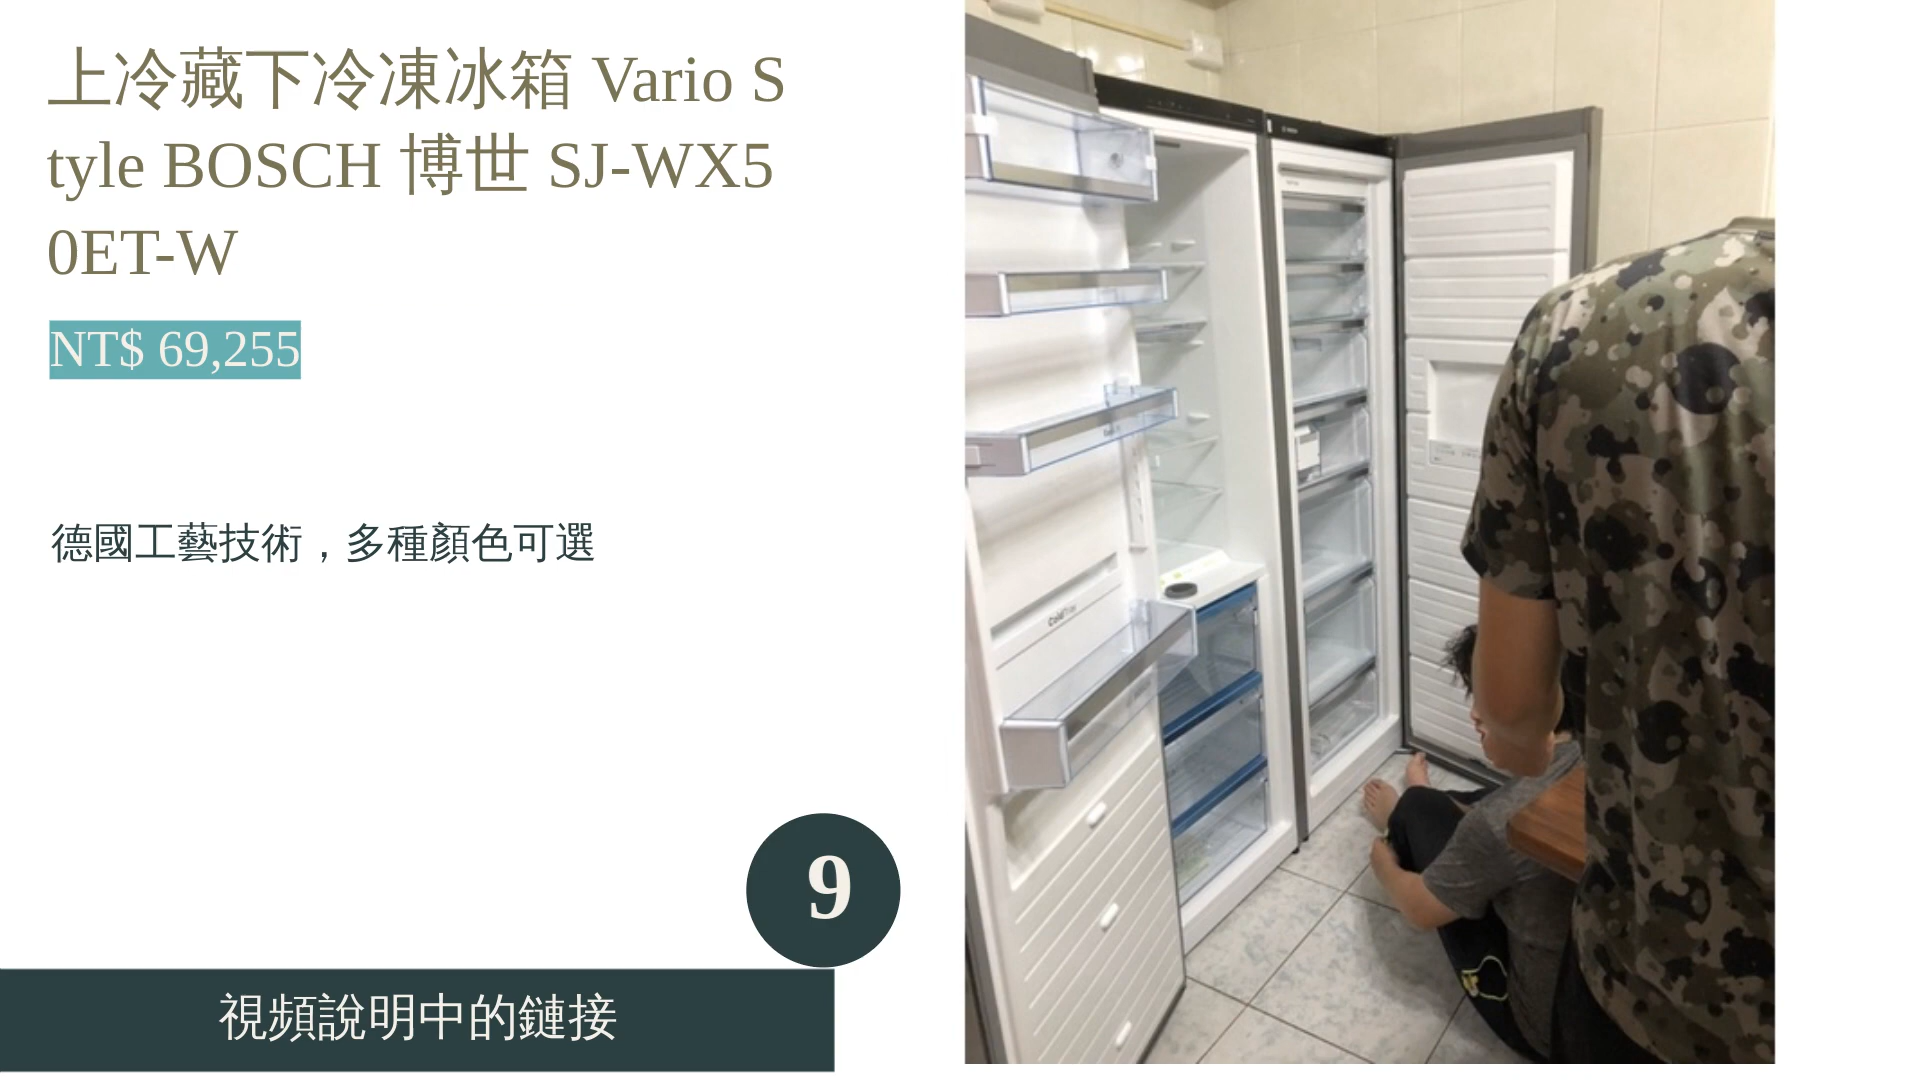 上冷藏下冷凍冰箱 Vario S
tyle BOSCH 博世 SJ-WX5
0ET-W
NT$ 69,255
德國工藝技術，多種顏色可選
9
視頻說明中的鏈接